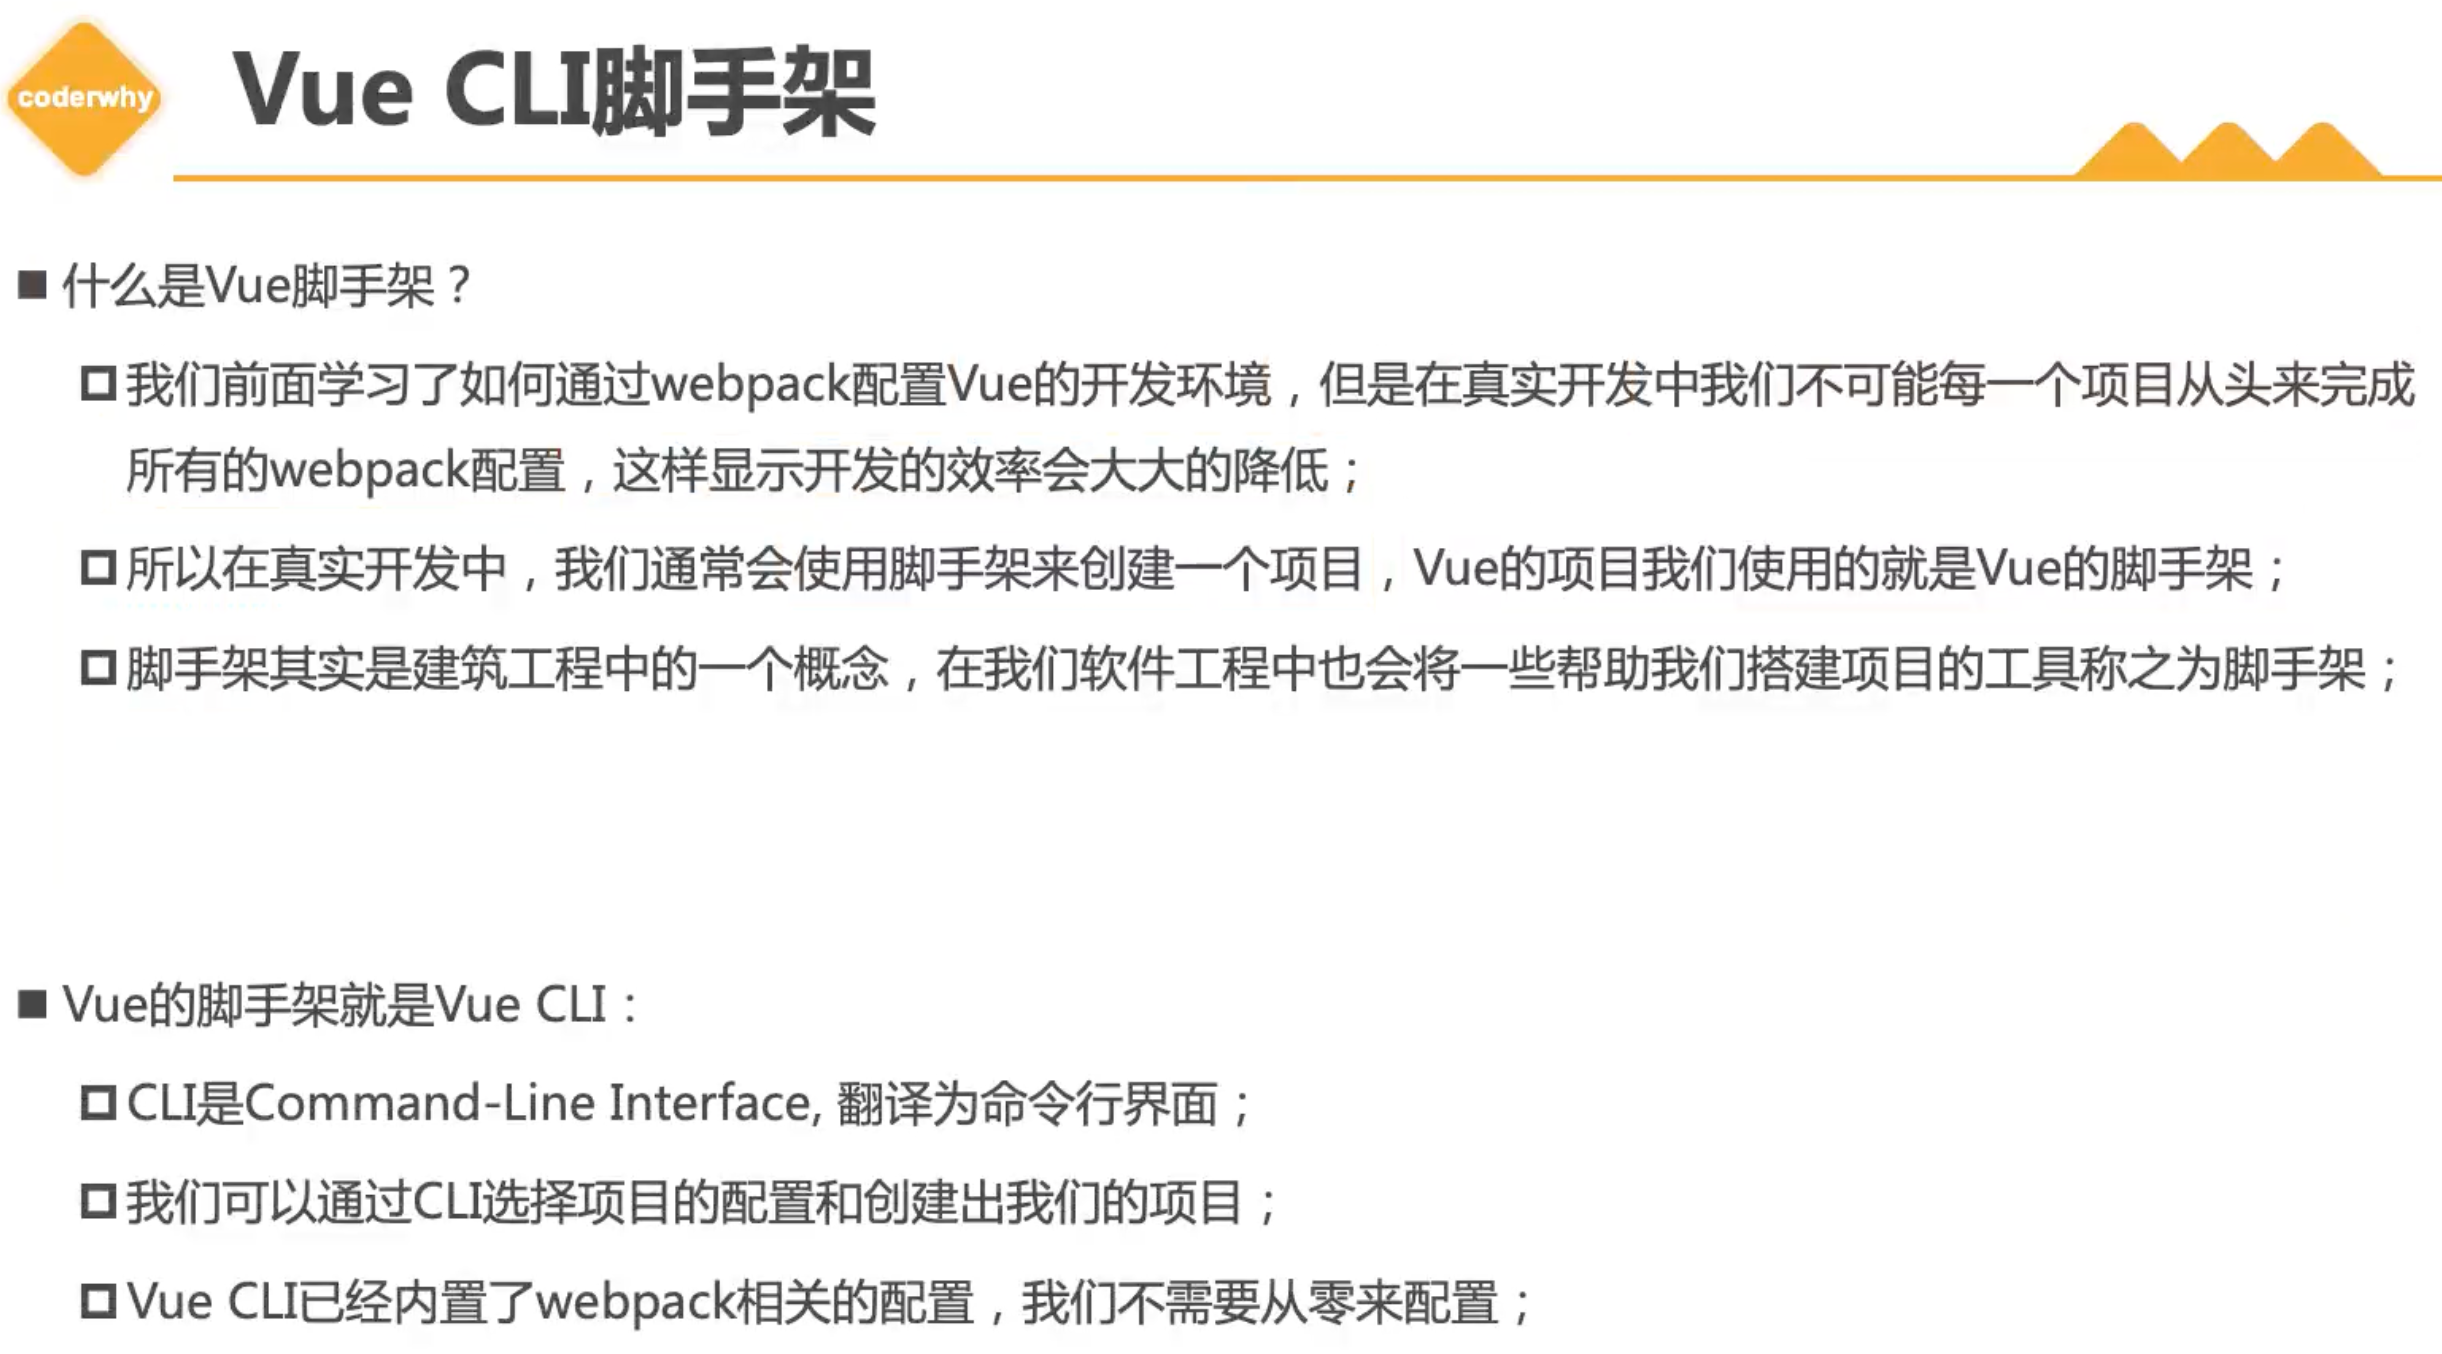 coderwhy
Vue CLI脚手架
什么是Vue脚手架？
我们前面学习了如何通过webpack配置Vue的开发环境，但是在真实开发中我们不可能每一个项目从头来完成
所有的webpack配置，这样显示开发的效率会大大的降低；
所以在真实开发中，我们通常会使用脚手架来创建一个项目，Vue的项目我们使用的就是Vue的脚手架；
脚手架其实是建筑工程中的一个概念，在我们软件工程中也会将一些帮助我们搭建项目的工具称之为脚手架；
Vue的脚手架就是Vue CLI：
CLI是Command-Line Interface, 翻译为命令行界面；
我们可以通过CLI选择项目的配置和创建出我们的项目；
Vue CLI已经内置了webpack相关的配置，我们不需要从零来配置；